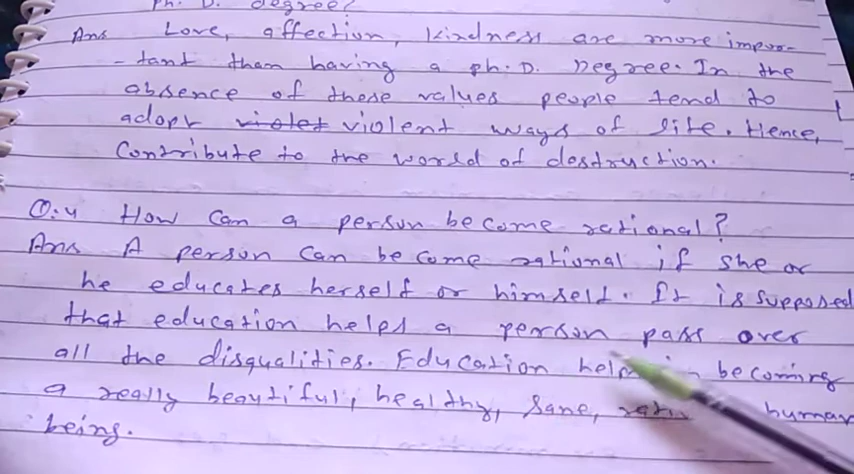 Ph. D. degree?
Ans Love, affection, kindness are more impor-
-tant than having a ph. D. Degree. In the
absence of these values people tend to
adopt violet violent ways of life. Hence,
Contribute to the world of destruction.
Q:4 How can a person become rational?
Ans A person can become rational if she or
he educates herself or himself. It is supposed
that education helps a person pass over
all the disqualities. Education help in becoming
a really beautiful, healthy, sane, human
being.